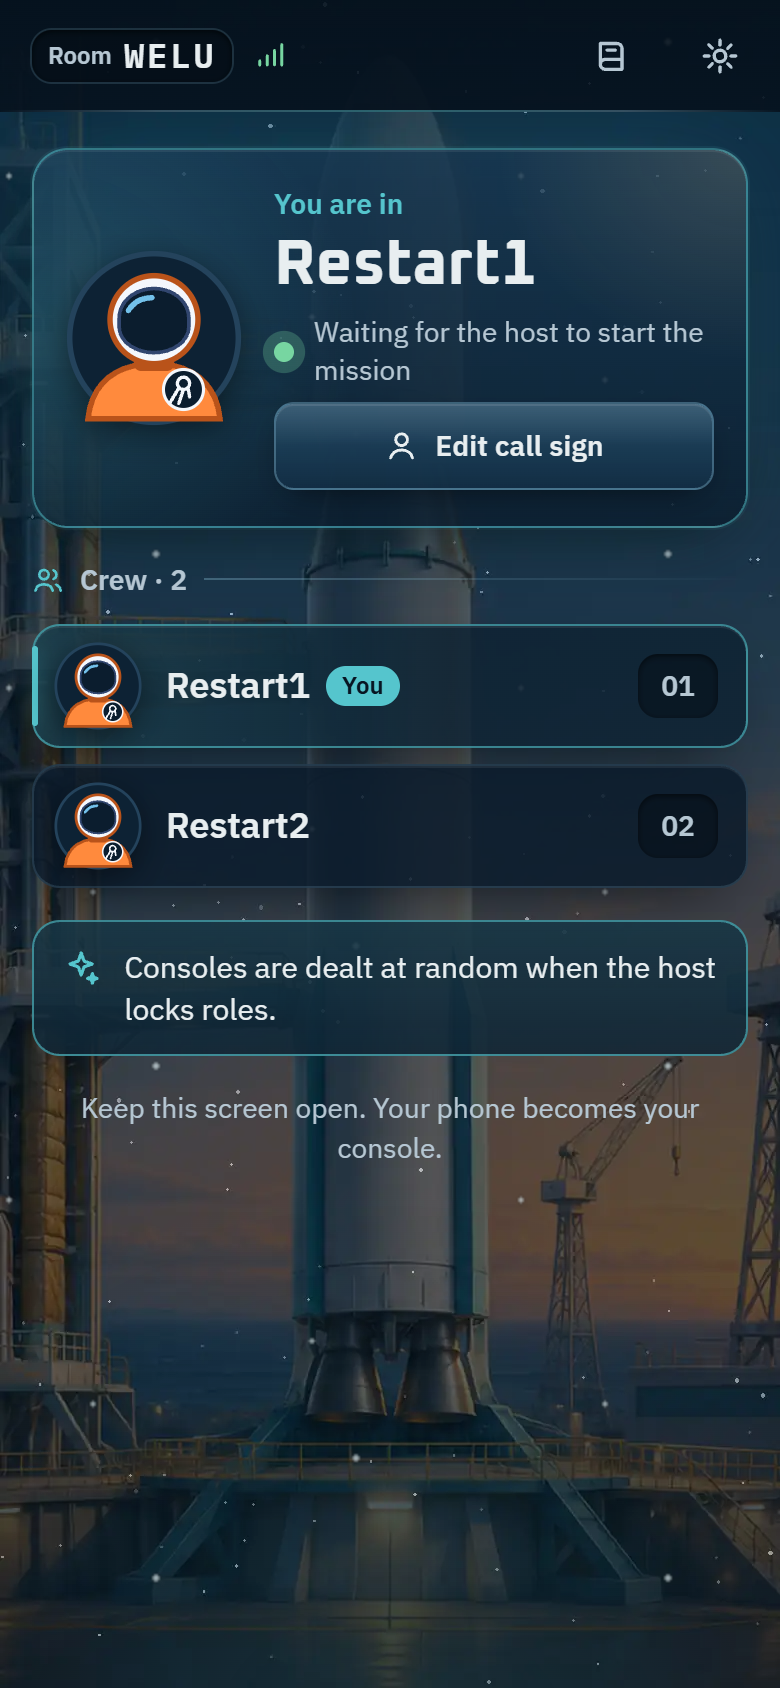 Room WELU
You are in
Restart1
Waiting for the host to start the
mission
Edit call sign
Crew · 2
Restart1 You 01
Restart2 02
Consoles are dealt at random when the host
locks roles.
Keep this screen open. Your phone becomes your
console.